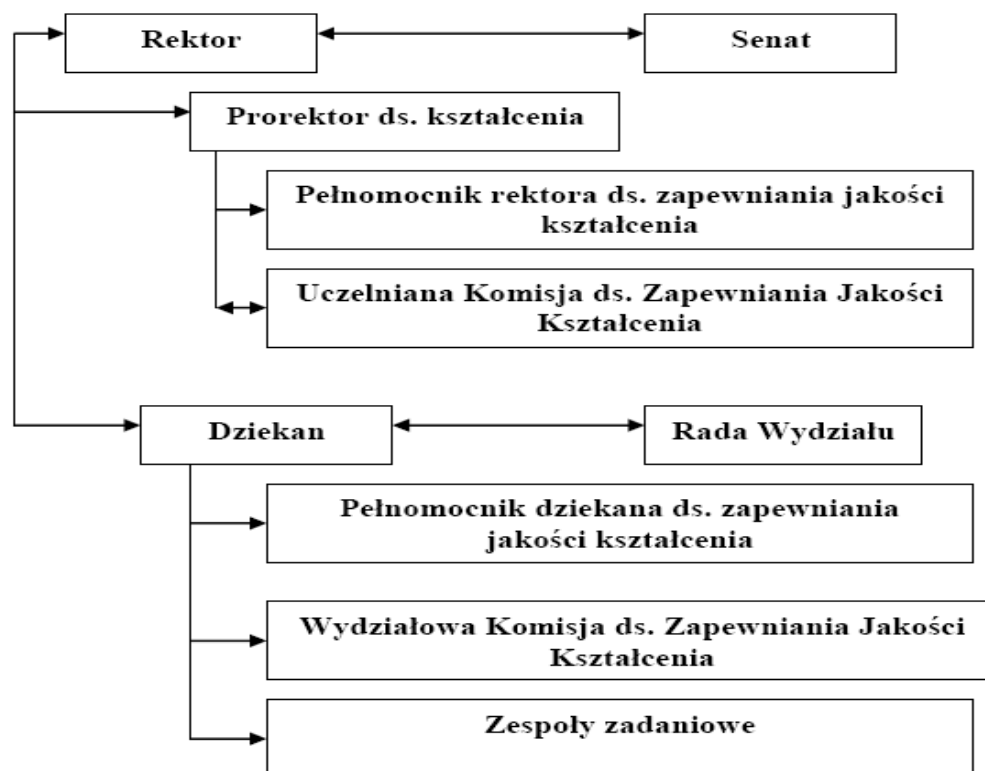 Rektor
Senat
Prorektor ds. kształcenia
Pełnomocnik rektora ds. zapewniania jakości
kształcenia
Uczelniana Komisja ds. Zapewniania Jakości
Kształcenia
Dziekan
Rada Wydziału
Pełnomocnik dziekana ds. zapewniania
jakości kształcenia
Wydziałowa Komisja ds. Zapewniania Jakości
Kształcenia
Zespoły zadaniowe